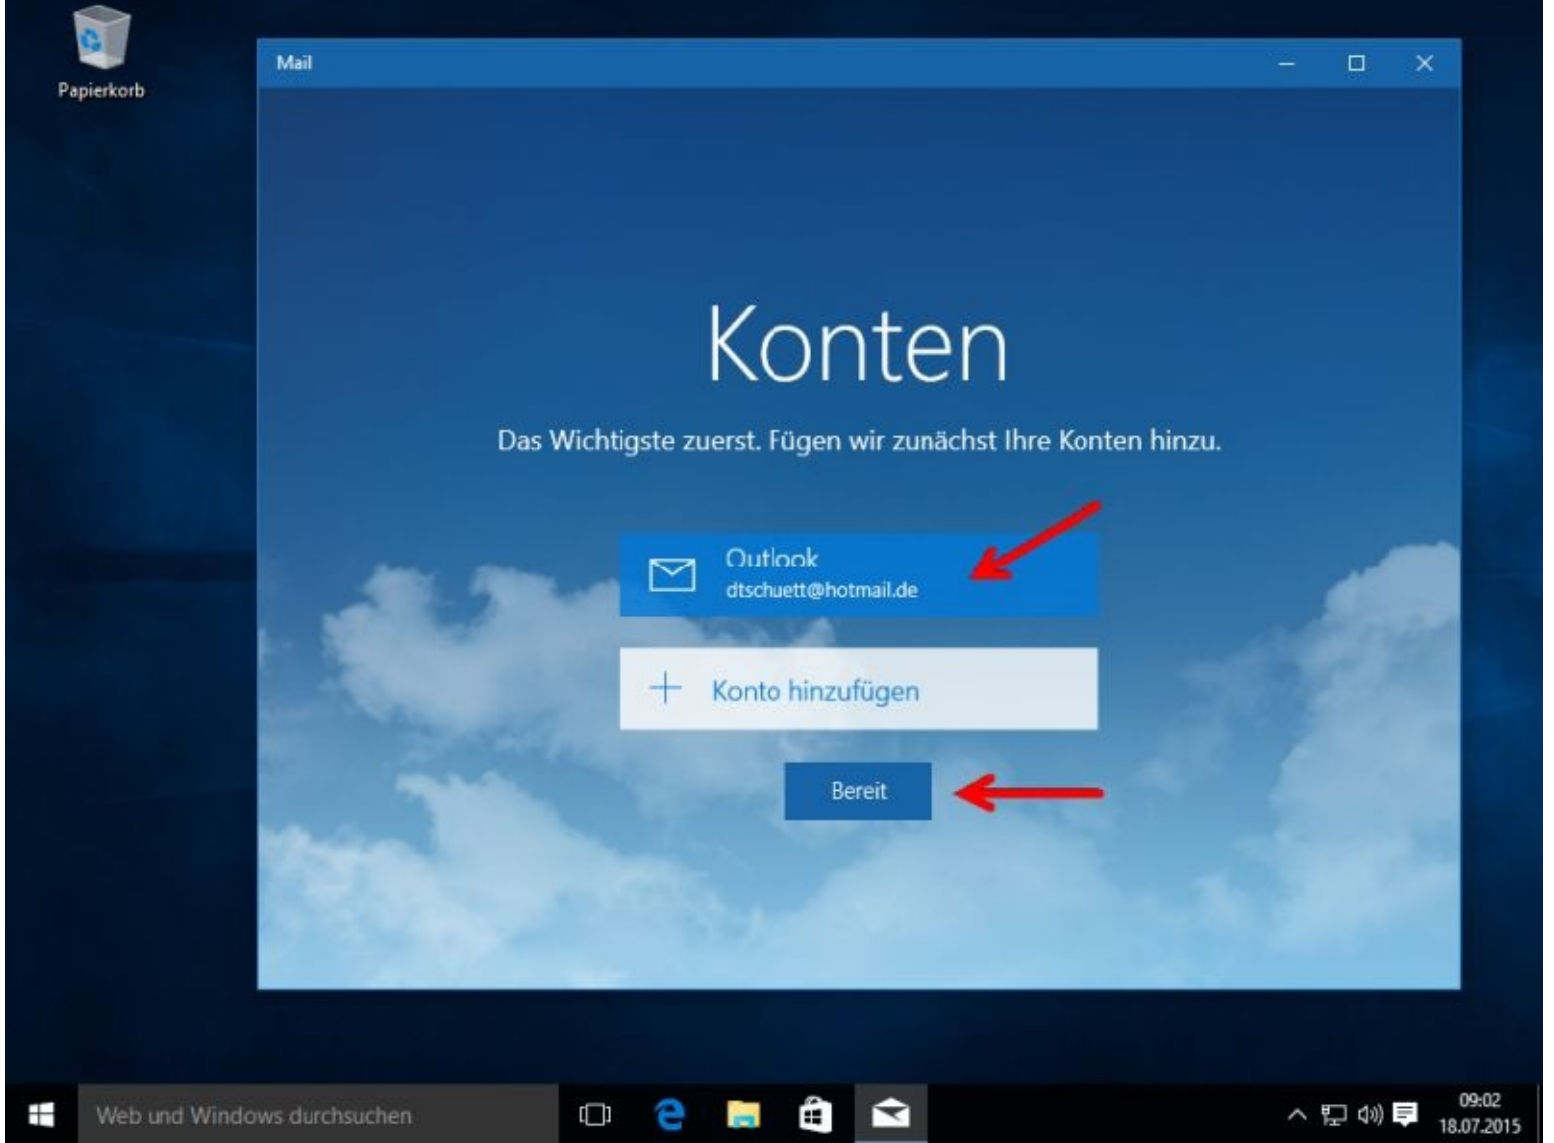 Papierkorb
Mail
Konten
Das Wichtigste zuerst. Fügen wir zunächst Ihre Konten hinzu.
Outlook
dtschuett@hotmail.de
Konto hinzufügen
Bereit
Web und Windows durchsuchen
09:02
18.07.2015